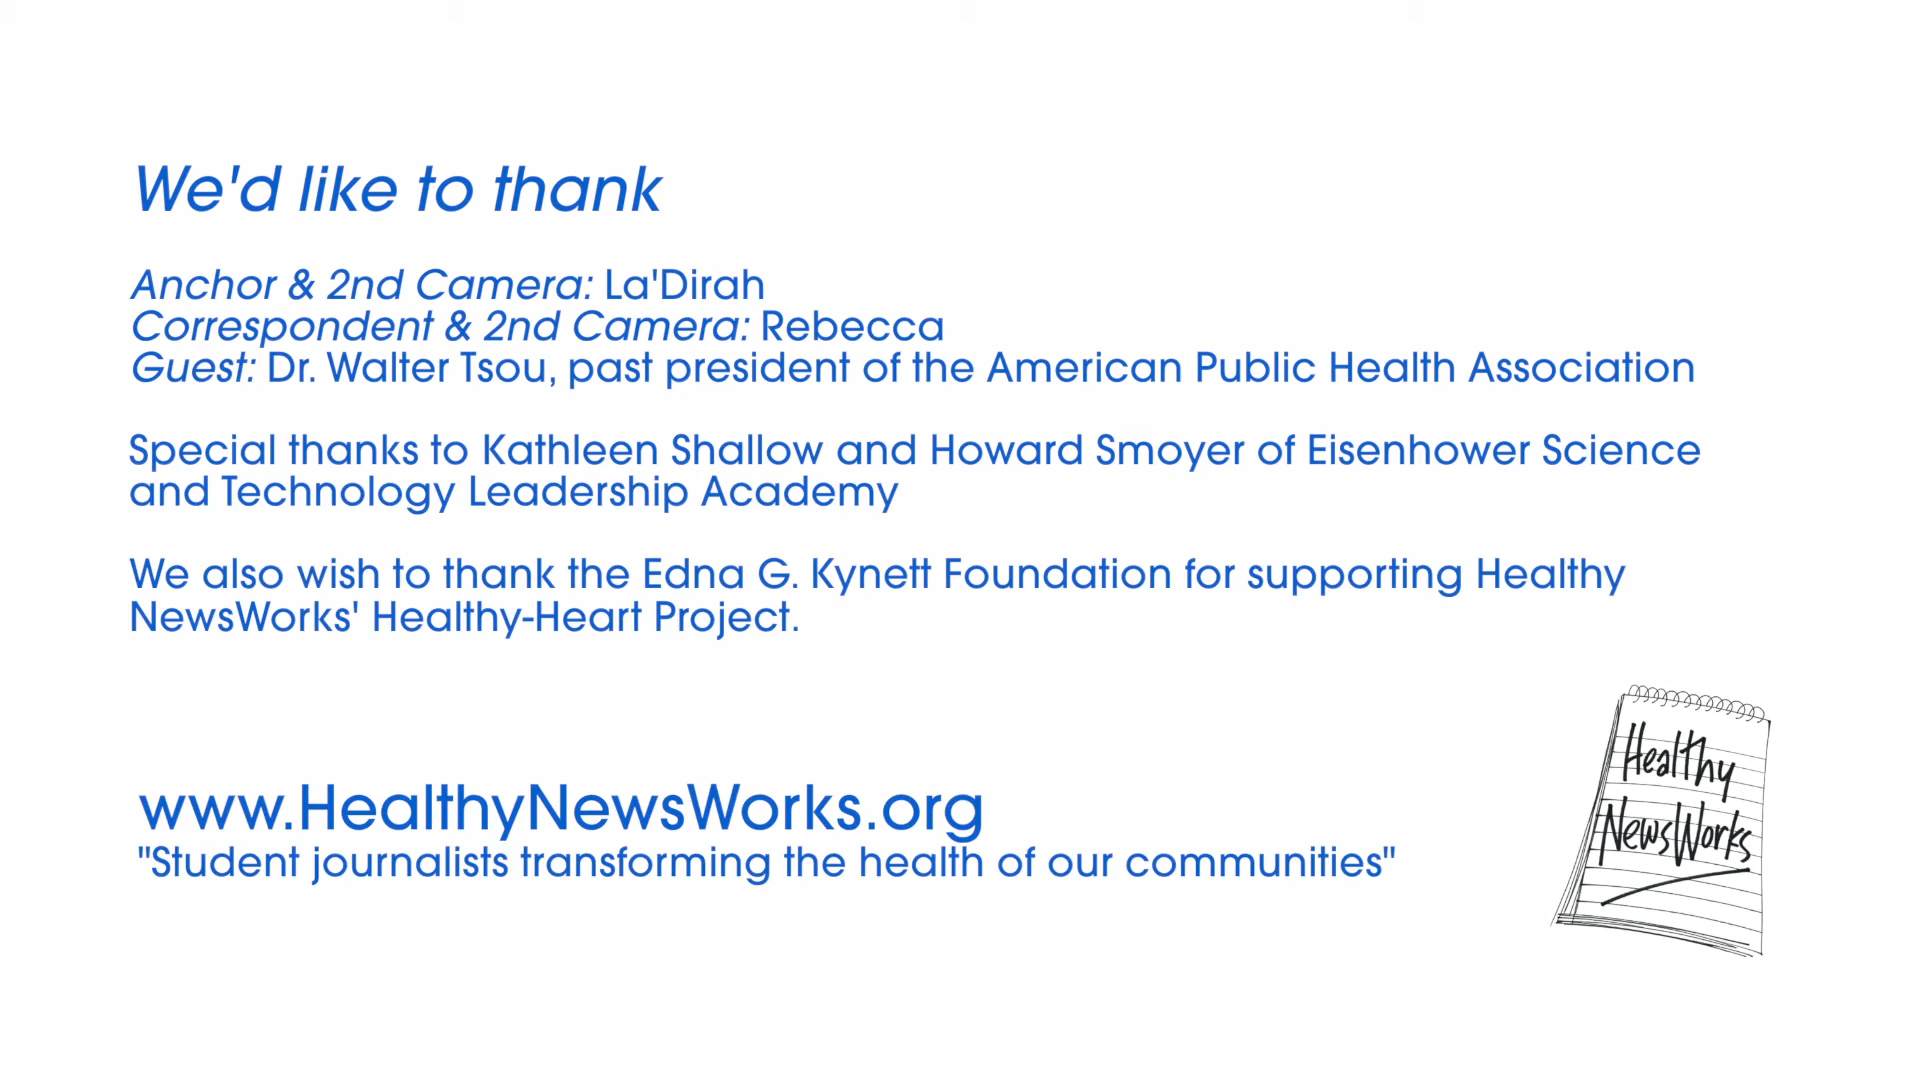 We'd like to thank
Anchor & 2nd Camera: La'Dirah
Correspondent & 2nd Camera: Rebecca
Guest: Dr. Walter Tsou, past president of the American Public Health Association
Special thanks to Kathleen Shallow and Howard Smoyer of Eisenhower Science
and Technology Leadership Academy
We also wish to thank the Edna G. Kynett Foundation for supporting Healthy
NewsWorks' Healthy-Heart Project.
www.HealthyNewsWorks.org
"Student journalists transforming the health of our communities"
Healthy
NewsWorks